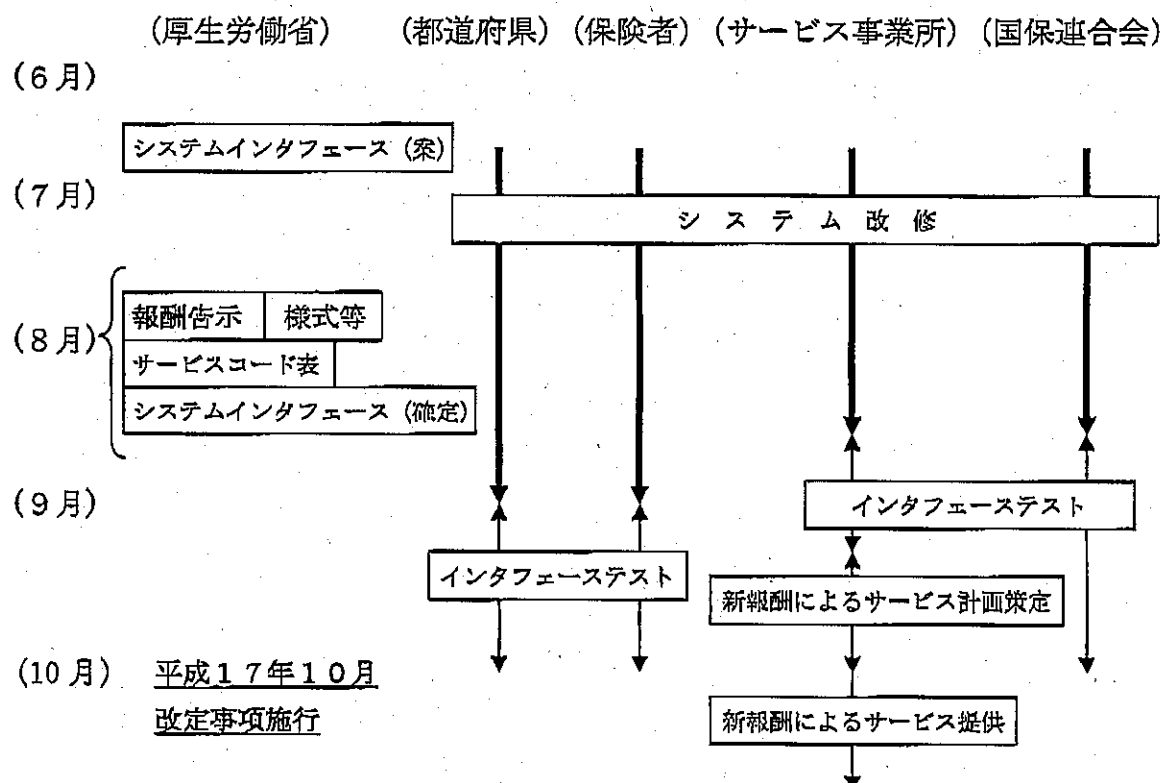 (厚生労働省) (都道府県) (保険者) (サービス事業所) (国保連合会)
(6月)
システムインタフェース (案)
(7月)
システム改修
(8月)
報酬告示 様式等
サービスコード表
システムインタフェース (確定)
(9月)
インタフェーステスト
インタフェーステスト
新報酬によるサービス計画策定
(10月) 平成17年10月
改定事項施行
新報酬によるサービス提供